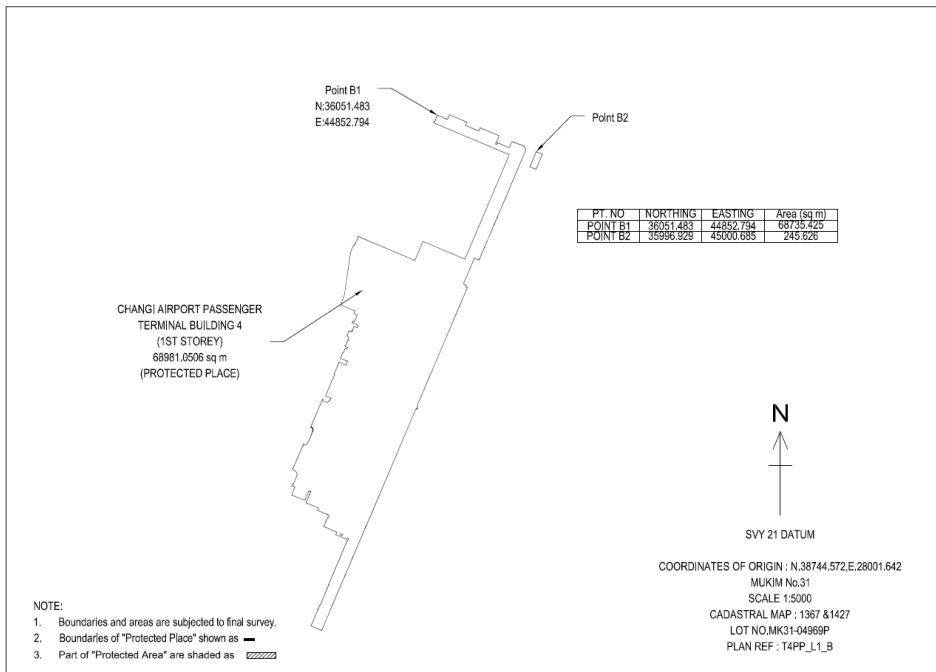 Point B1
N:36051.483
E:44852.794
Point B2
PT. NO NORTHING EASTING Area (sq m)
POINT B1 36051.483 44852.794 68735.425
POINT B2 35996.929 45000.685 245.626
CHANGI AIRPORT PASSENGER
TERMINAL BUILDING 4
(1ST STOREY)
68981.0506 sq m
(PROTECTED PLACE)
N
SVY 21 DATUM
COORDINATES OF ORIGIN : N.38744.572,E.28001.642
MUKIM No.31
SCALE 1:5000
CADASTRAL MAP : 1367 &1427
LOT NO.MK31-04969P
PLAN REF : T4PP_L1_B
NOTE:
1. Boundaries and areas are subjected to final survey.
2. Boundaries of "Protected Place" shown as
3. Part of "Protected Area" are shaded as